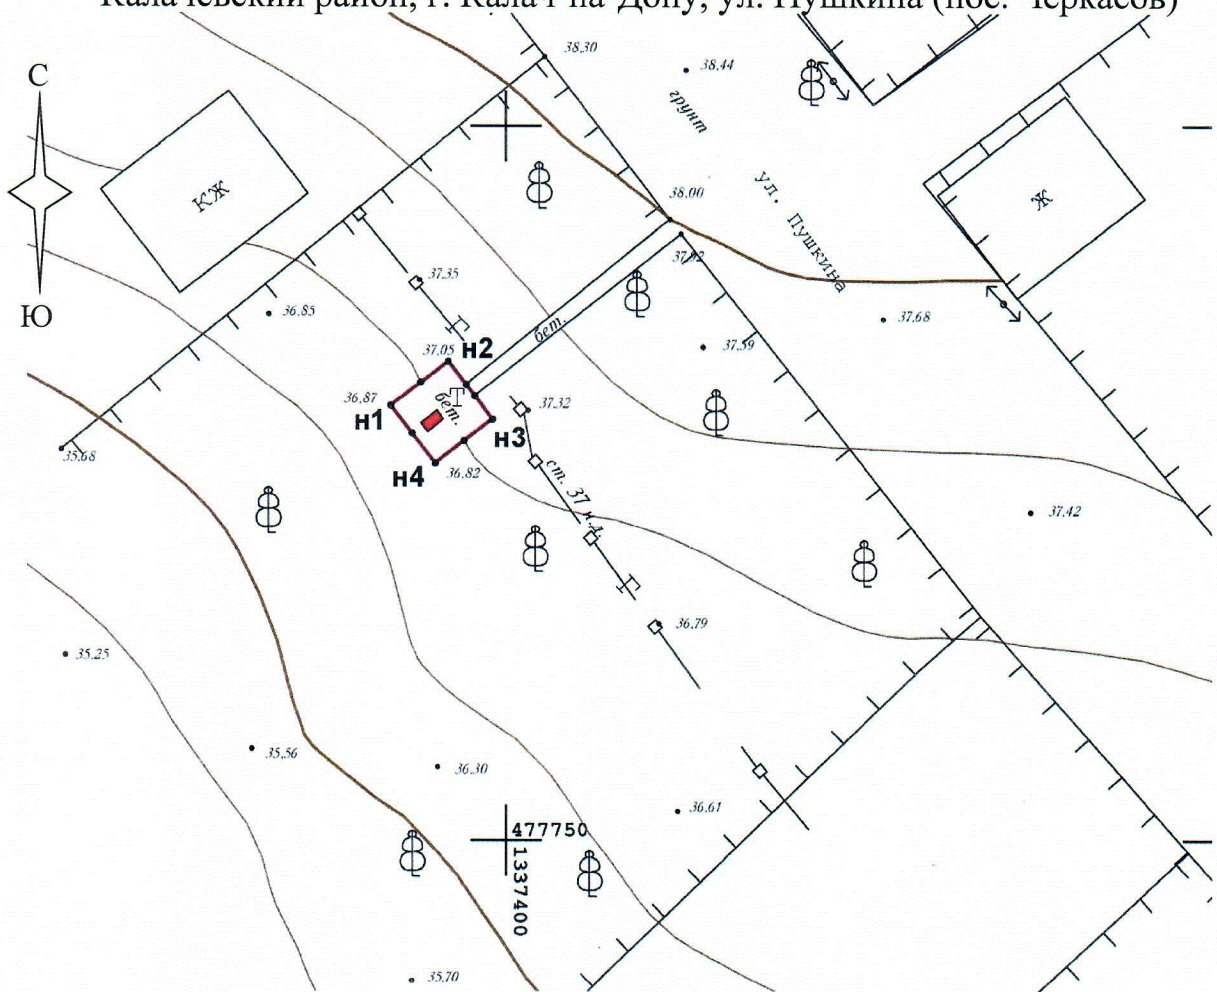 Калачевский район, г. Калач-на-Дону, ул. Пушкина (пос. Черкасов)
С
Ю
38,30
38,44
грунт
38.00
ул. Пушкина
37,92
КЖ
Ж
37,35
36,85
37,68
37,59
бет.
37,05
н2
36,87
н1
бет.
37,32
н3
н4
36,82
35,68
ст. 37 н.д.
37,42
36,79
35,25
35,56
36,30
36,61
477750
1337400
35,70